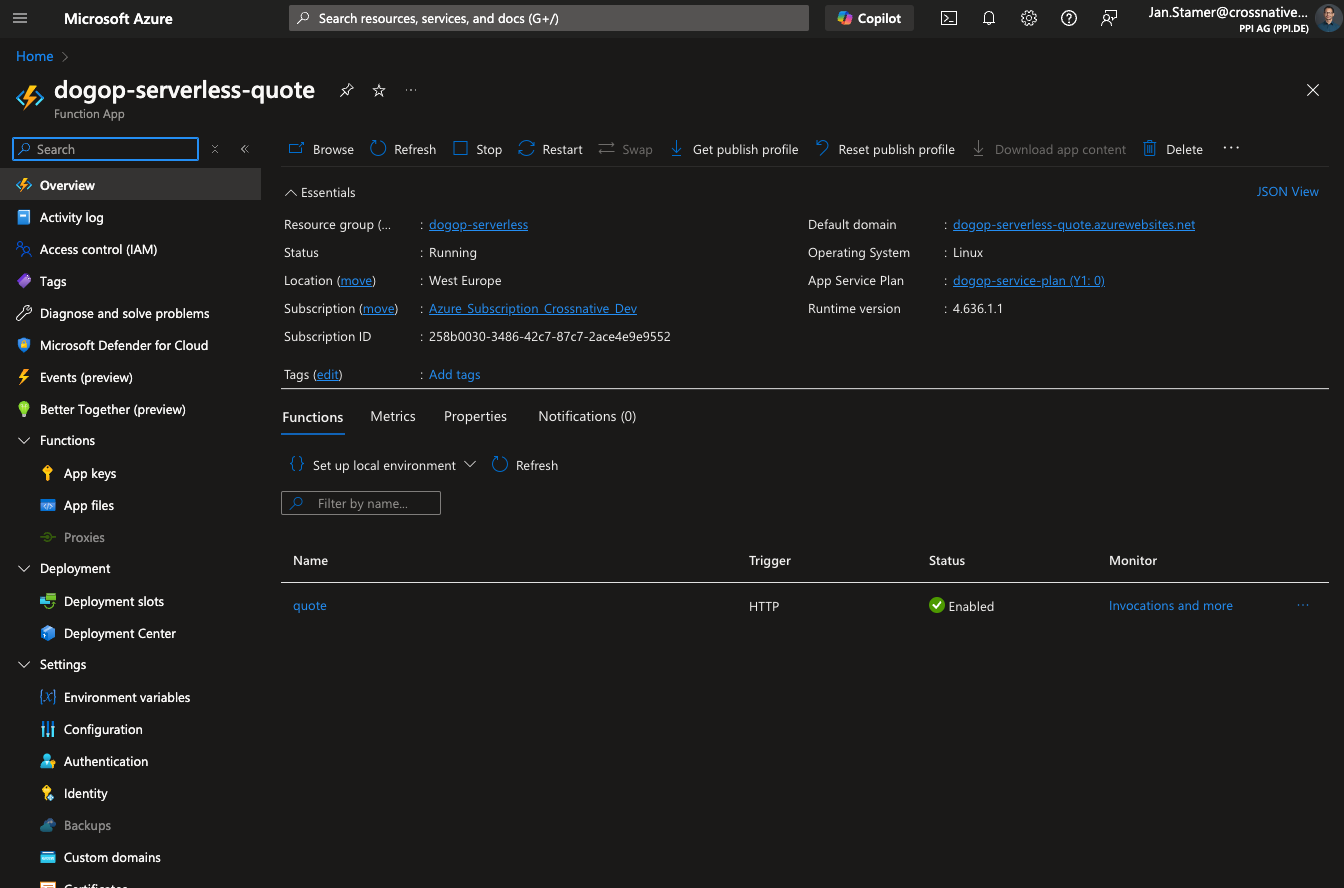 Microsoft Azure
Search resources, services, and docs (G+/)
Copilot
Jan.Stamer@crossnative...
PPI AG (PPI.DE)
Home
dogop-serverless-quote
Function App
Search
Browse
Refresh
Stop
Restart
Swap
Get publish profile
Reset publish profile
Download app content
Delete
Overview
Activity log
Access control (IAM)
Tags
Diagnose and solve problems
Microsoft Defender for Cloud
Events (preview)
Better Together (preview)
Functions
App keys
App files
Proxies
Deployment
Deployment slots
Deployment Center
Settings
Environment variables
Configuration
Authentication
Identity
Backups
Custom domains
Certificates
Essentials
JSON View
Resource group (... : dogop-serverless
Status : Running
Location (move) : West Europe
Subscription (move) : Azure_Subscription_Crossnative_Dev
Subscription ID : 258b0030-3486-42c7-87c7-2ace4e9e9552
Default domain : dogop-serverless-quote.azurewebsites.net
Operating System : Linux
App Service Plan : dogop-service-plan (Y1: 0)
Runtime version : 4.636.1.1
Tags (edit) : Add tags
Functions
Metrics
Properties
Notifications (0)
Set up local environment
Refresh
Filter by name...
Name Trigger Status Monitor
quote HTTP Enabled Invocations and more